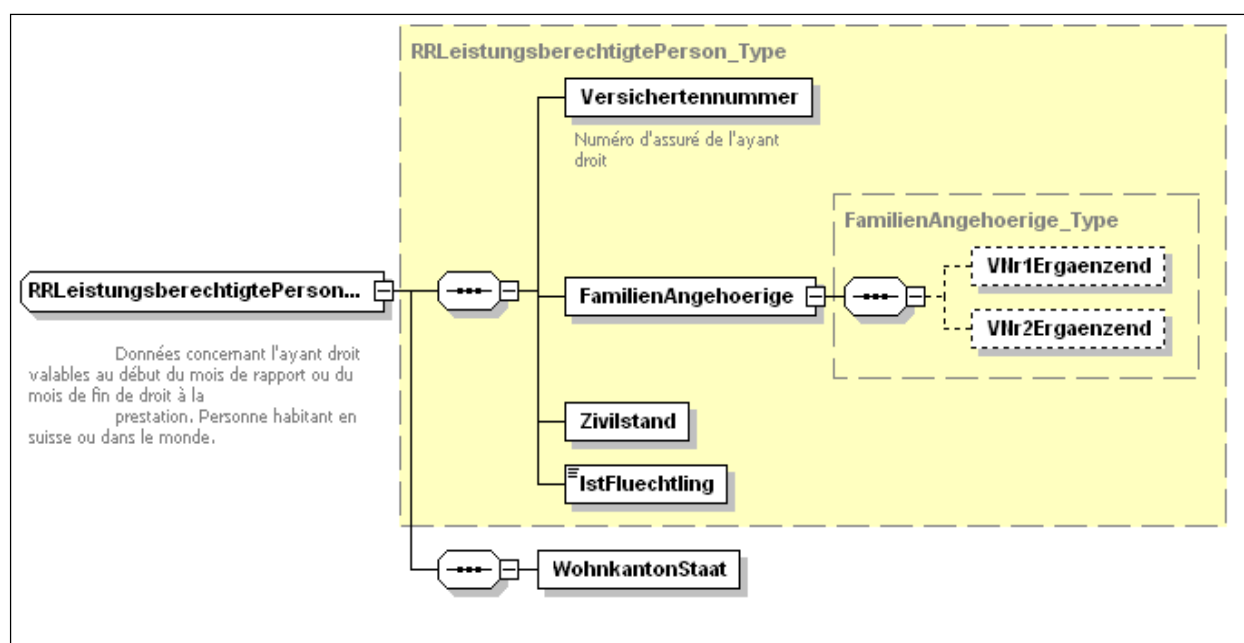 RRLeistungsberechtigtePerson_Type
Versichertennummer
Numéro d'assuré de l'ayant
droit
FamilienAngehoerige_Type
VNr1Ergaenzend
RRLeistungsberechtigtePerson...
FamilienAngehoerige
VNr2Ergaenzend
Données concernant l'ayant droit
valables au début du mois de rapport ou du
mois de fin de droit à la
prestation. Personne habitant en
suisse ou dans le monde.
Zivilstand
IstFluechtling
WohnkantonStaat